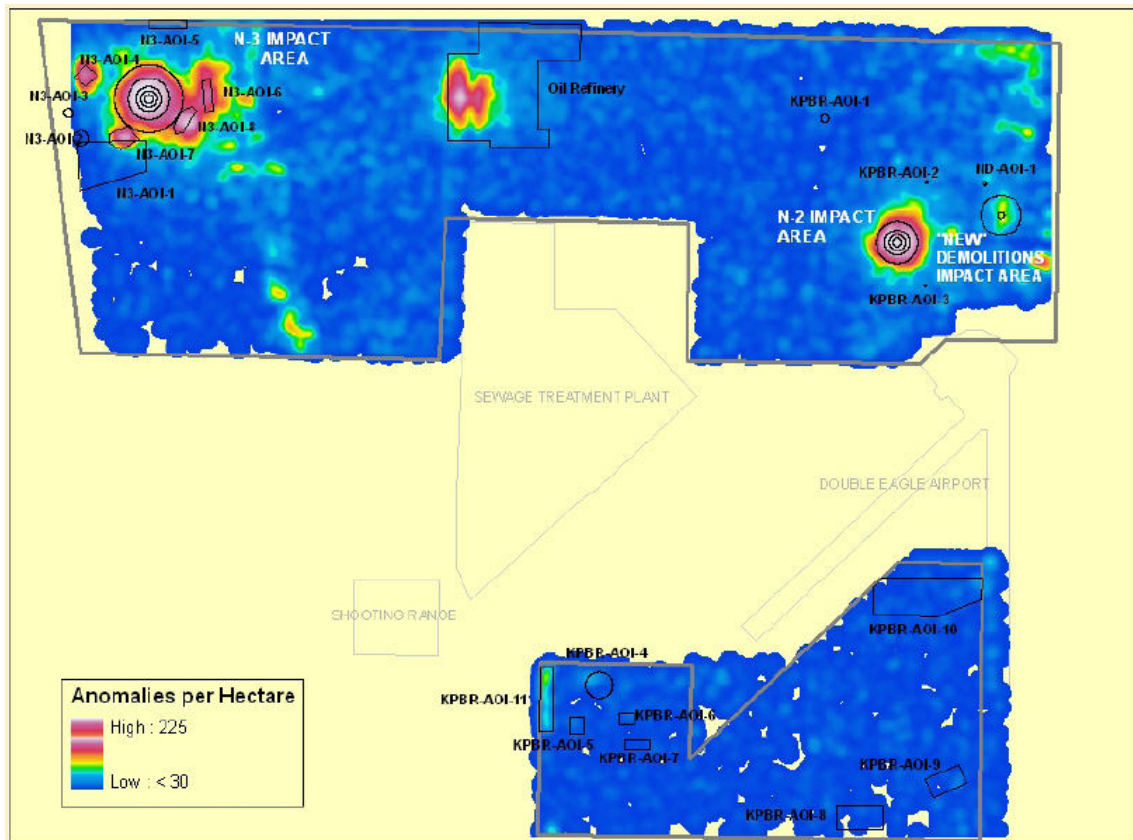 N-3 IMPACT
AREA
N3-AOI-5
N3-AOI-4
N3-AOI-3
N3-AOI-6
N3-AOI-8
N3-AOI-2
N3-AOI-7
N3-AOI-1
Oil Refinery
KPBR-AOI-1
KPBR-AOI-2
ND-AOI-1
N-2 IMPACT
AREA
"NEW"
DEMOLITIONS
IMPACT AREA
KPBR-AOI-3
SEWAGE TREATMENT PLANT
DOUBLE EAGLE AIRPORT
SHOOTING RANGE
KPBR-AOI-10
KPBR-AOI-4
KPBR-AOI-11
KPBR-AOI-6
KPBR-AOI-5
KPBR-AOI-7
KPBR-AOI-9
KPBR-AOI-8
Anomalies per Hectare
High : 225
Low : < 30